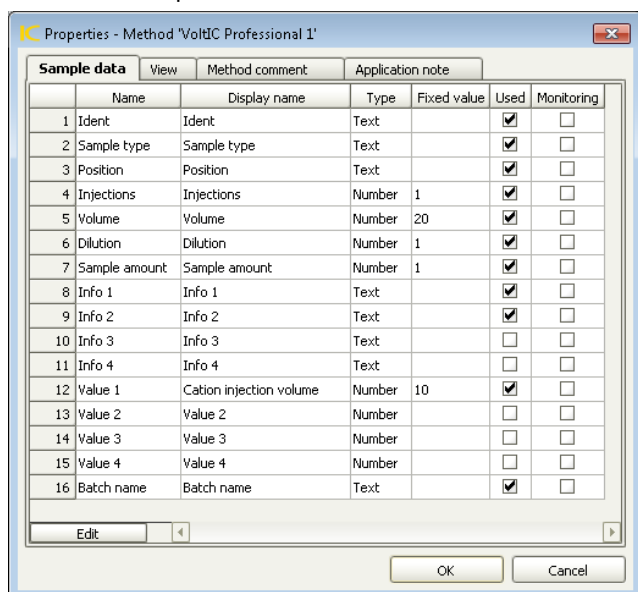 IC Properties - Method 'VoltIC Professional 1'
Sample data View Method comment Application note
Name Display name Type Fixed value Used Monitoring
1 Ident Ident Text
2 Sample type Sample type Text
3 Position Position Text
4 Injections Injections Number 1
5 Volume Volume Number 20
6 Dilution Dilution Number 1
7 Sample amount Sample amount Number 1
8 Info 1 Info 1 Text
9 Info 2 Info 2 Text
10 Info 3 Info 3 Text
11 Info 4 Info 4 Text
12 Value 1 Cation injection volume Number 10
13 Value 2 Value 2 Number
14 Value 3 Value 3 Number
15 Value 4 Value 4 Number
16 Batch name Batch name Text
Edit
OK Cancel